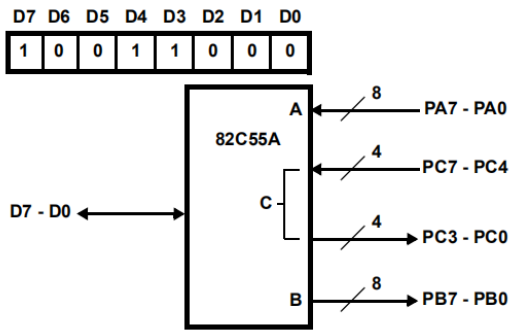 D7 D6 D5 D4 D3 D2 D1 D0
1 0 0 1 1 0 0 0
A 8 PA7 - PA0
82C55A
4 PC7 - PC4
C
D7 - D0
4 PC3 - PC0
B 8 PB7 - PB0